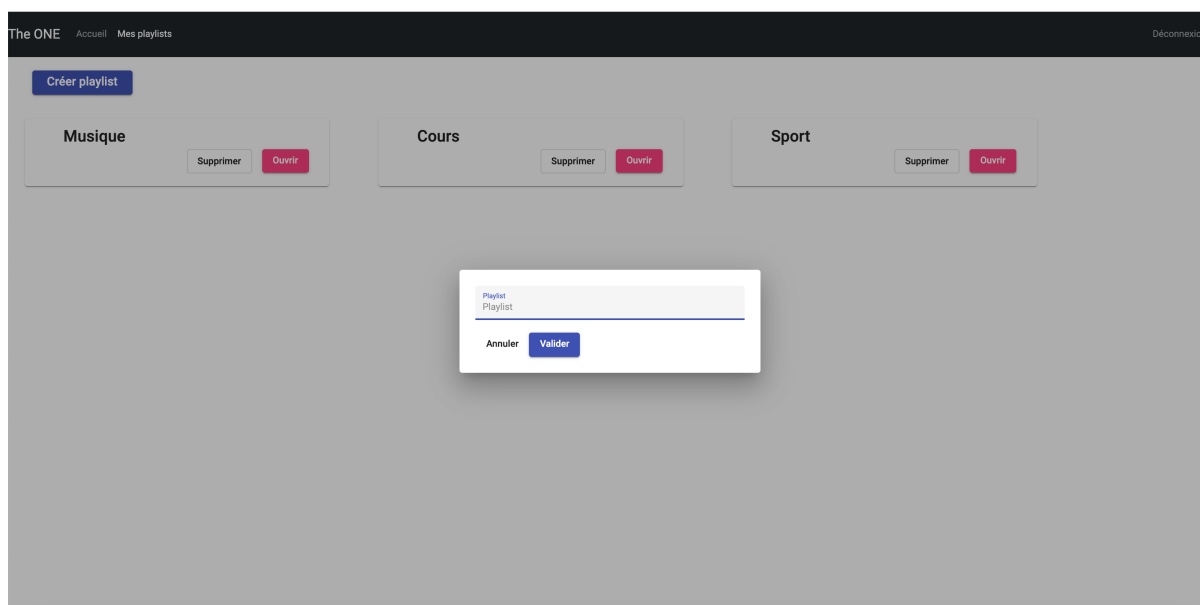 The ONE Accueil Mes playlists Déconnexio
Créer playlist
Musique Cours Sport
Supprimer Ouvrir Supprimer Ouvrir Supprimer Ouvrir
Playlist
Playlist
Annuler Valider